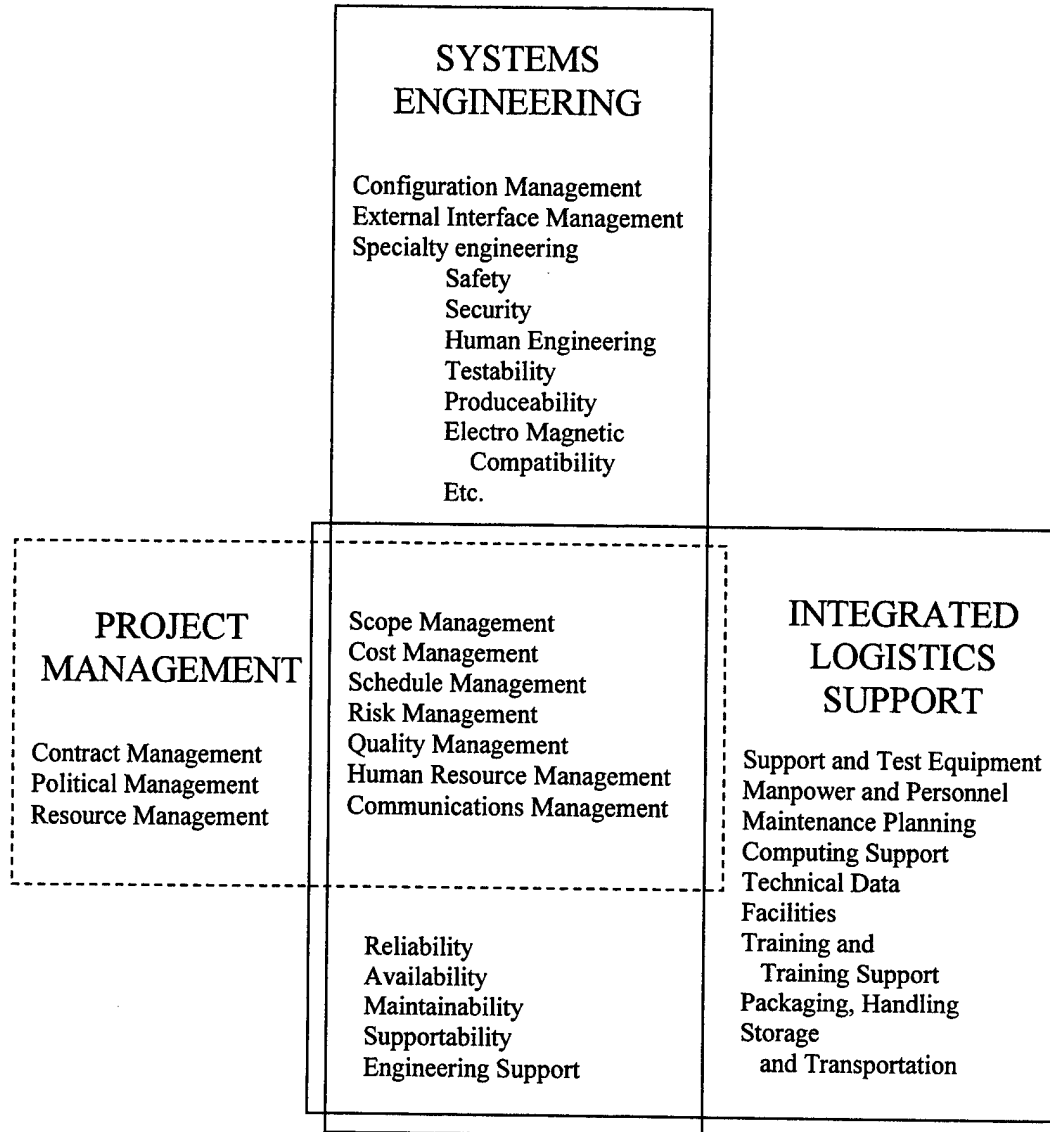 SYSTEMS
ENGINEERING
Configuration Management
External Interface Management
Specialty engineering
Safety
Security
Human Engineering
Testability
Produceability
Electro Magnetic
Compatibility
Etc.
PROJECT
MANAGEMENT
Contract Management
Political Management
Resource Management
Scope Management
Cost Management
Schedule Management
Risk Management
Quality Management
Human Resource Management
Communications Management
Reliability
Availability
Maintainability
Supportability
Engineering Support
INTEGRATED
LOGISTICS
SUPPORT
Support and Test Equipment
Manpower and Personnel
Maintenance Planning
Computing Support
Technical Data
Facilities
Training and
Training Support
Packaging, Handling
Storage
and Transportation